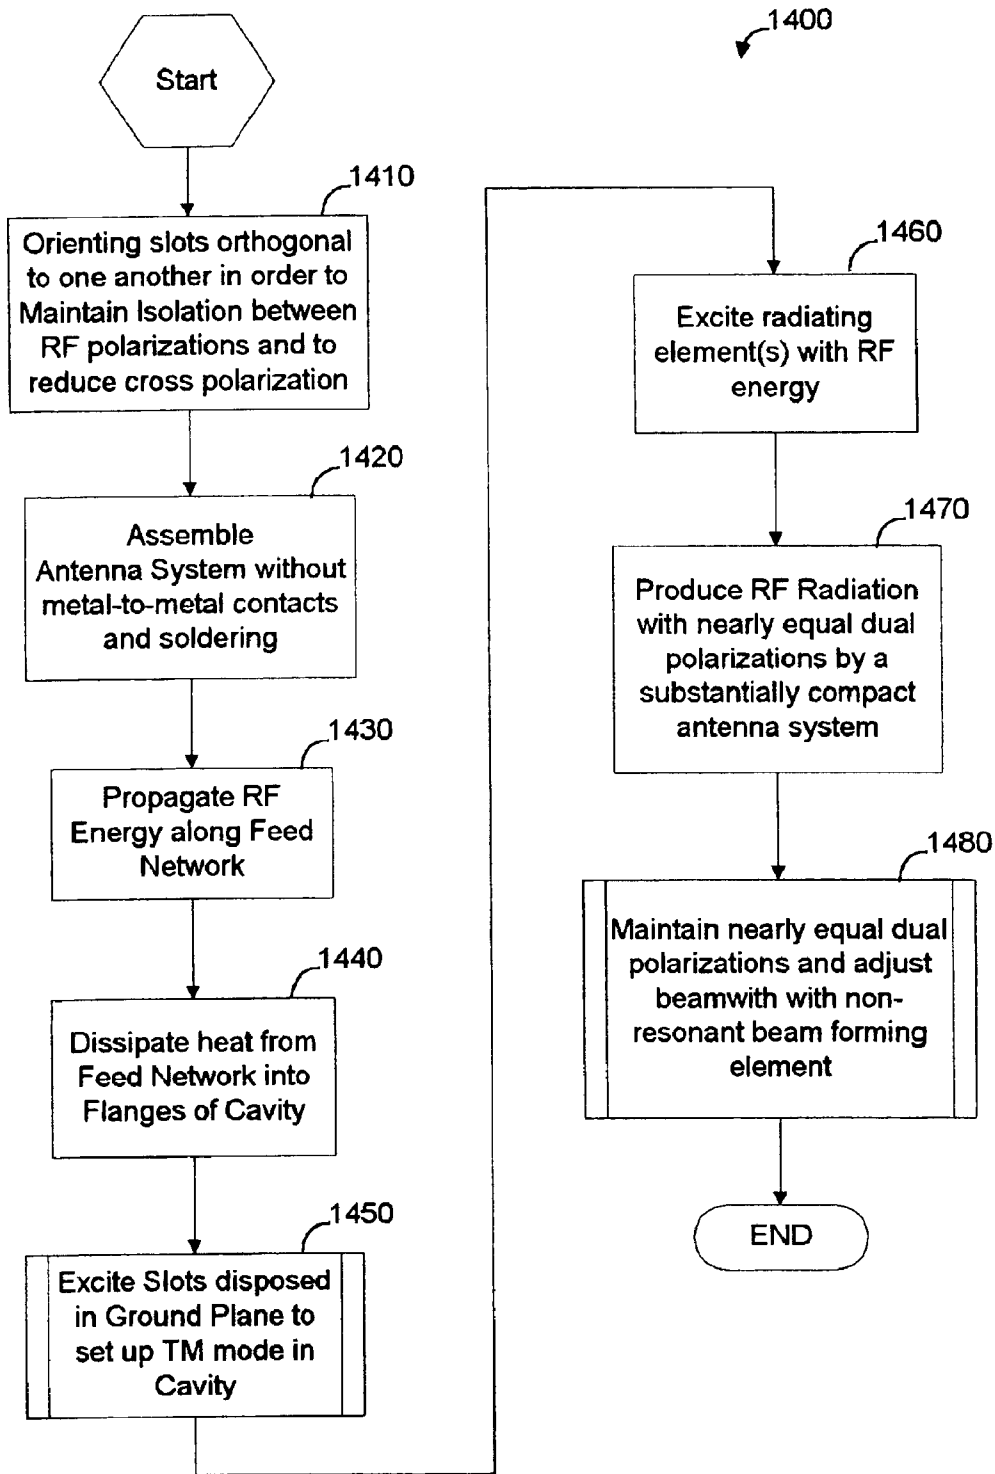 1400
Start
1410
Orienting slots orthogonal
to one another in order to
Maintain Isolation between
RF polarizations and to
reduce cross polarization
1420
Assemble
Antenna System without
metal-to-metal contacts
and soldering
1430
Propagate RF
Energy along Feed
Network
1440
Dissipate heat from
Feed Network into
Flanges of Cavity
1450
Excite Slots disposed
in Ground Plane to
set up TM mode in
Cavity
1460
Excite radiating
element(s) with RF
energy
1470
Produce RF Radiation
with nearly equal dual
polarizations by a
substantially compact
antenna system
1480
Maintain nearly equal dual
polarizations and adjust
beamwith with non-
resonant beam forming
element
END